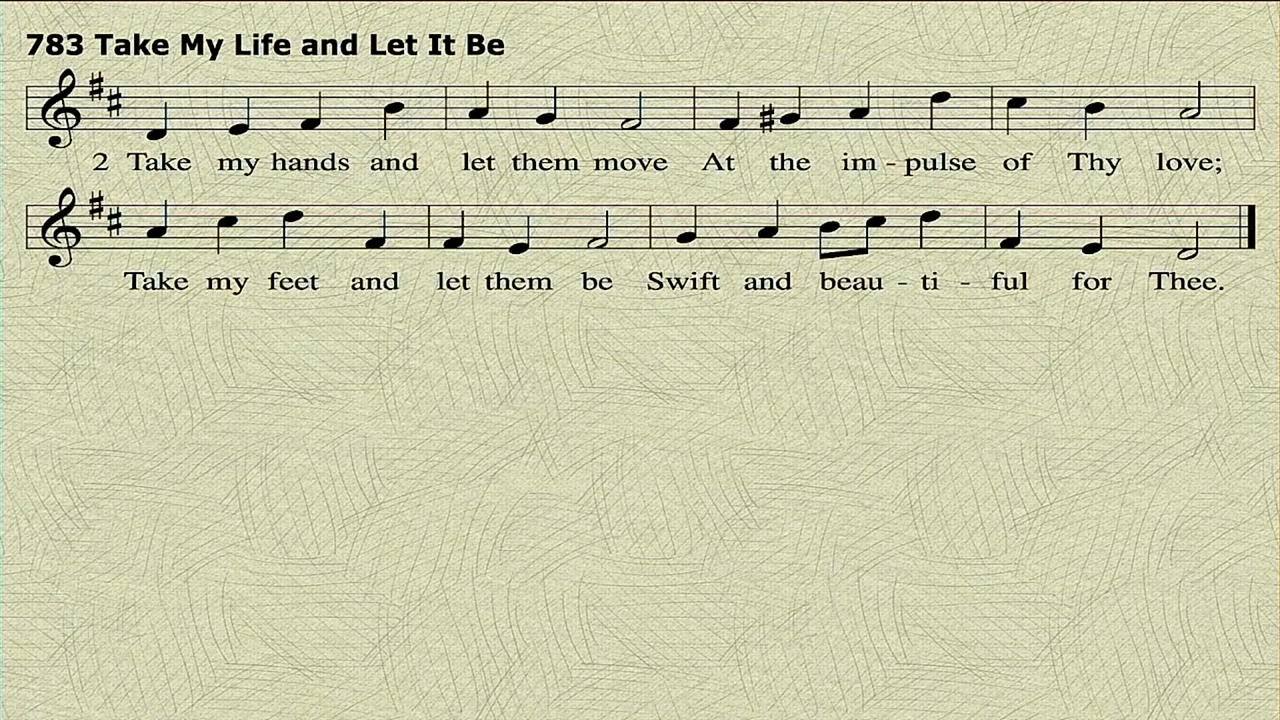 783 Take My Life and Let It Be
2 Take my hands and let them move At the im - pulse of Thy love;
Take my feet and let them be Swift and beau - ti - ful for Thee.